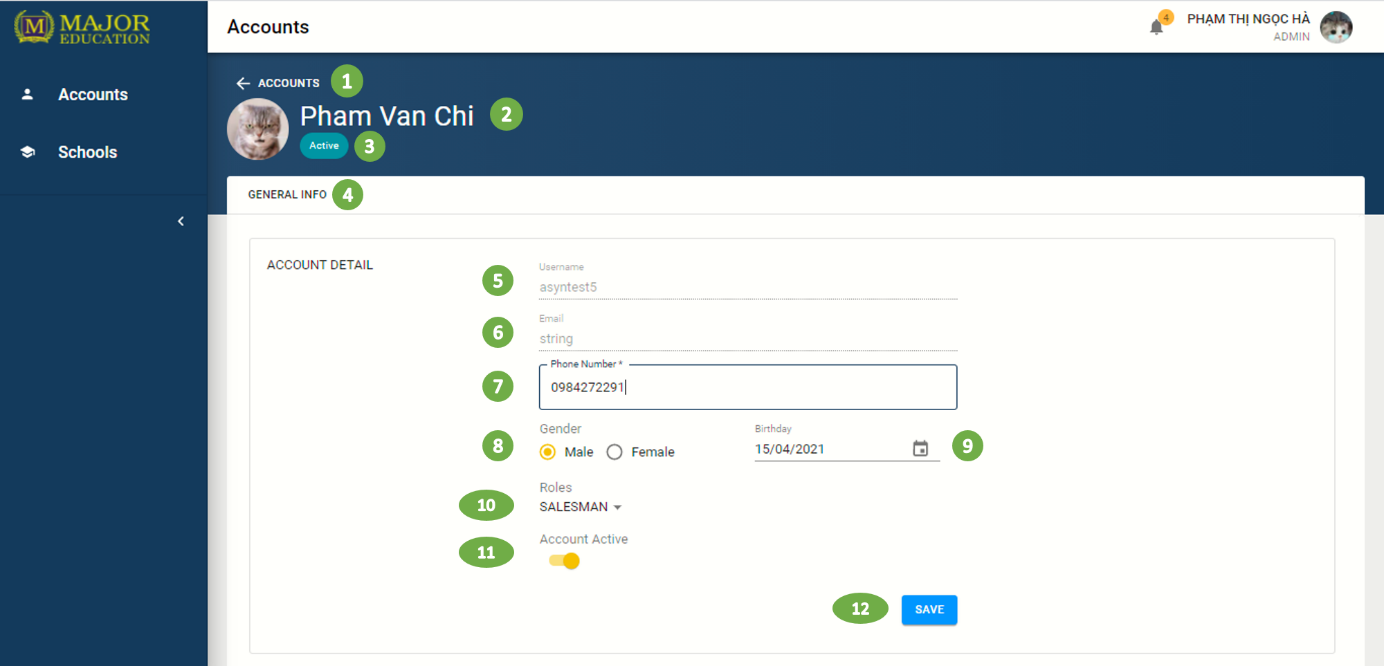 MAJOR
EDUCATION
Accounts
4
PHẠM THỊ NGỌC HÀ
ADMIN
Accounts
Schools
ACCOUNTS 1
Pham Van Chi 2
Active 3
GENERAL INFO 4
ACCOUNT DETAIL
5 Username
asyntest5
6 Email
string
7 Phone Number *
0984272291
8 Gender
Male Female
Birthday
15/04/2021 9
10 Roles
SALESMAN
11 Account Active
12 SAVE